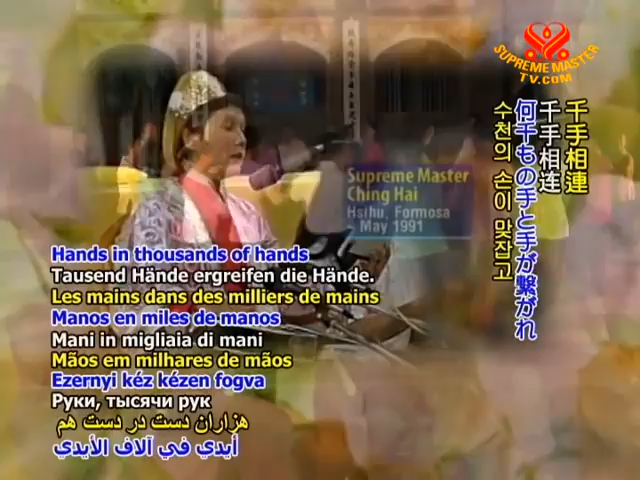 SUPREME MASTER
TV.COM
Supreme Master
Ching Hai
Hsihu, Formosa
May 1991
千手相連
千手相连
何千もの手と手が繋がれ
수천의 손이 맞잡고
Hands in thousands of hands
Tausend Hände ergreifen die Hände.
Les mains dans des milliers de mains
Manos en miles de manos
Mani in migliaia di mani
Mãos em milhares de mãos
Ezernyi kéz kézen fogva
Руки, тысячи рук
هزاران دست در دست هم
أيدي في آلاف الأيدي